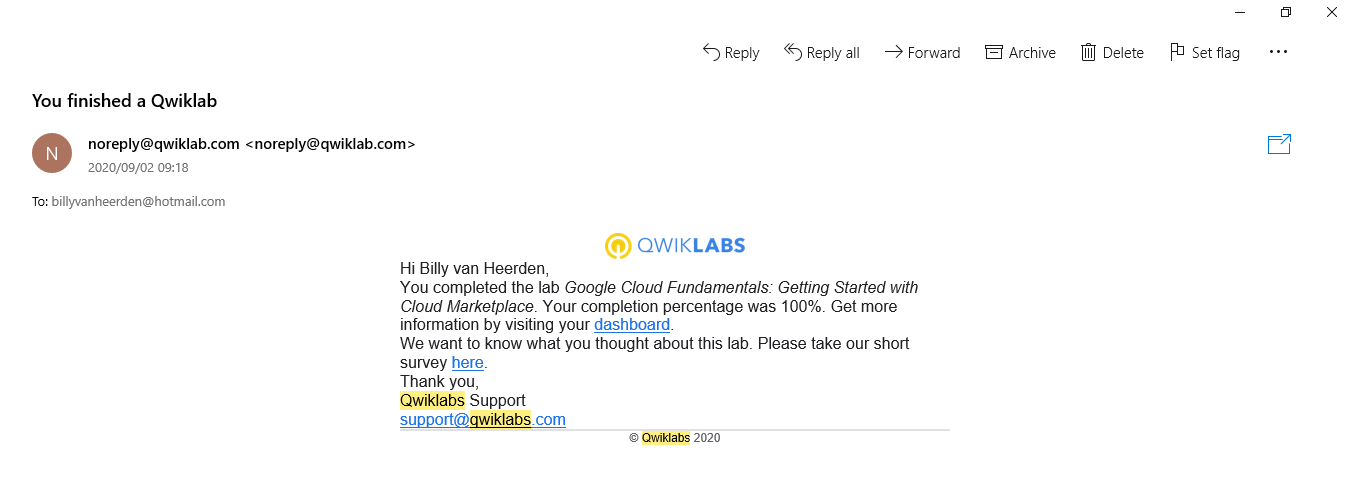 Reply Reply all Forward Archive Delete Set flag
You finished a Qwiklab
N
noreply@qwiklab.com <noreply@qwiklab.com>
2020/09/02 09:18
To: billyvanheerden@hotmail.com
QWIKLABS
Hi Billy van Heerden,
You completed the lab Google Cloud Fundamentals: Getting Started with
Cloud Marketplace. Your completion percentage was 100%. Get more
information by visiting your dashboard.
We want to know what you thought about this lab. Please take our short
survey here.
Thank you,
Qwiklabs Support
support@qwiklabs.com
© Qwiklabs 2020